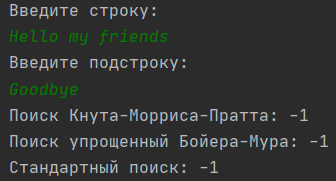 Введите строку:
Hello my friends
Введите подстроку:
Goodbye
Поиск Кнута-Морриса-Пратта: -1
Поиск упрощенный Бойера-Мура: -1
Стандартный поиск: -1